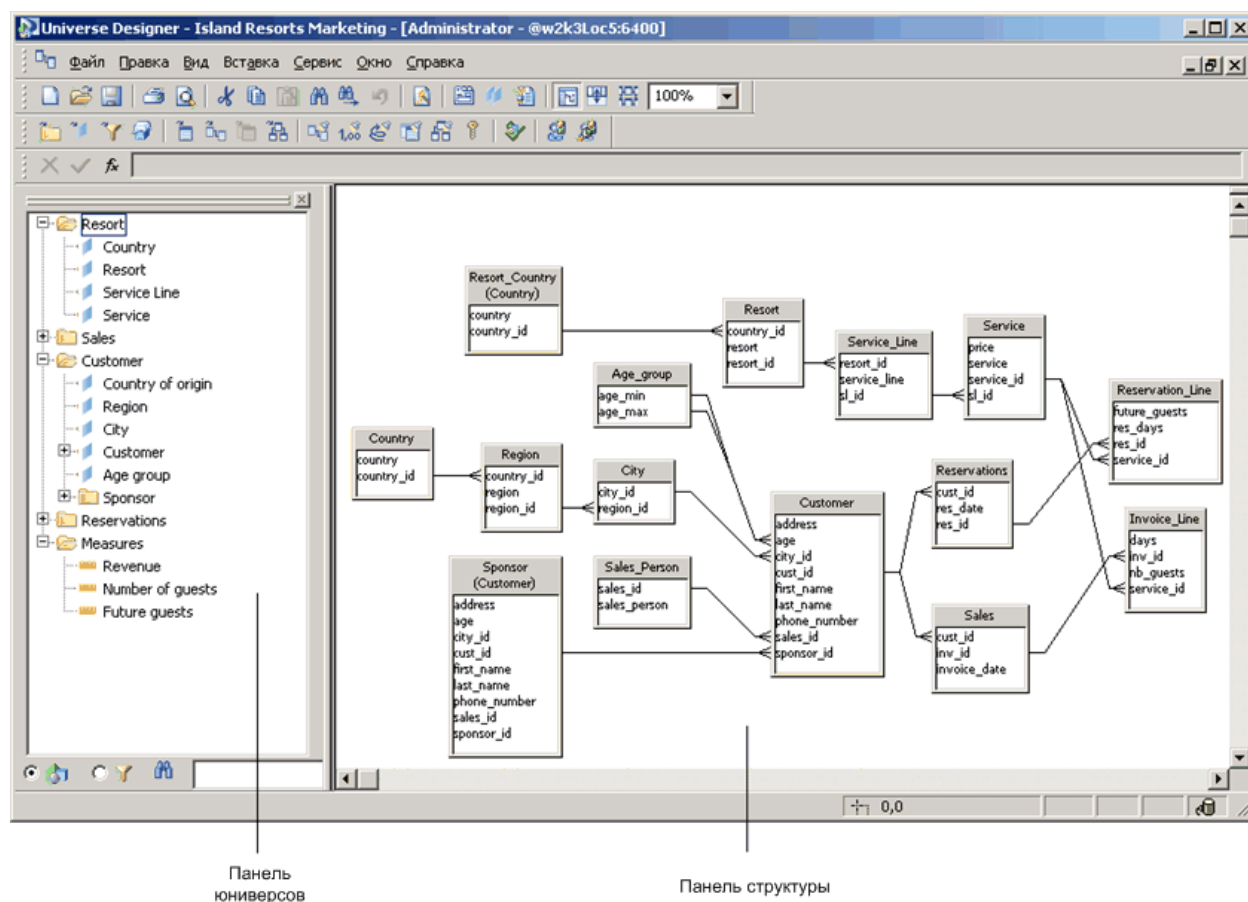 Universe Designer - Island Resorts Marketing - [Administrator - @w2k3Loc5:6400]
Файл Правка Вид Вставка Сервис Окно Справка
100%
Resort
Country
Resort
Service Line
Service
Sales
Customer
Country of origin
Region
City
Customer
Age group
Sponsor
Reservations
Measures
Revenue
Number of guests
Future guests
Resort_Country
(Country)
country
country_id
Resort
country_id
resort
resort_id
Service_Line
resort_id
service_line
sl_id
Service
price
service
service_id
sl_id
Reservation_Line
future_guests
res_days
res_id
service_id
Age_group
age_min
age_max
Country
country
country_id
Region
country_id
region
region_id
City
city_id
region_id
Customer
address
age
city_id
cust_id
first_name
last_name
phone_number
sales_id
sponsor_id
Reservations
cust_id
res_date
res_id
Invoice_Line
days
inv_id
nb_guests
service_id
Sponsor
(Customer)
address
age
city_id
cust_id
first_name
last_name
phone_number
sales_id
sponsor_id
Sales_Person
sales_id
sales_person
Sales
cust_id
inv_id
invoice_date
0,0
Панель
юниверсов
Панель структуры